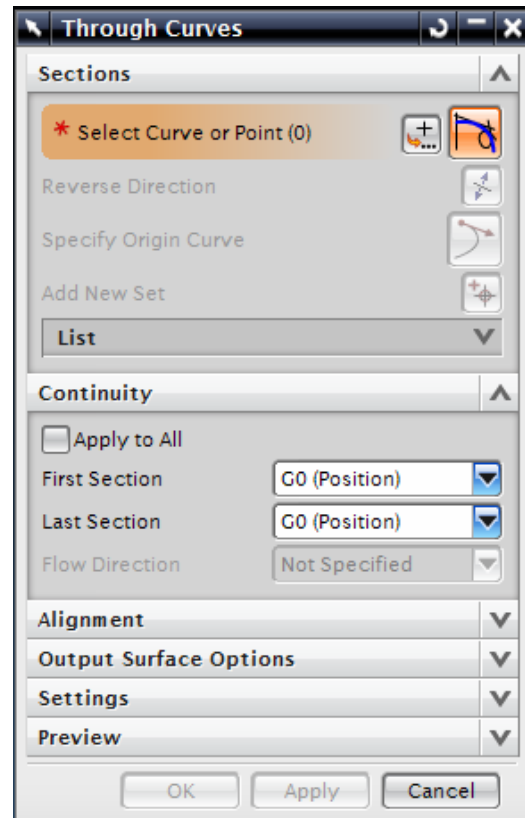 Through Curves
Sections
* Select Curve or Point (0)
Reverse Direction
Specify Origin Curve
Add New Set
List
Continuity
Apply to All
First Section G0 (Position)
Last Section G0 (Position)
Flow Direction Not Specified
Alignment
Output Surface Options
Settings
Preview
OK Apply Cancel